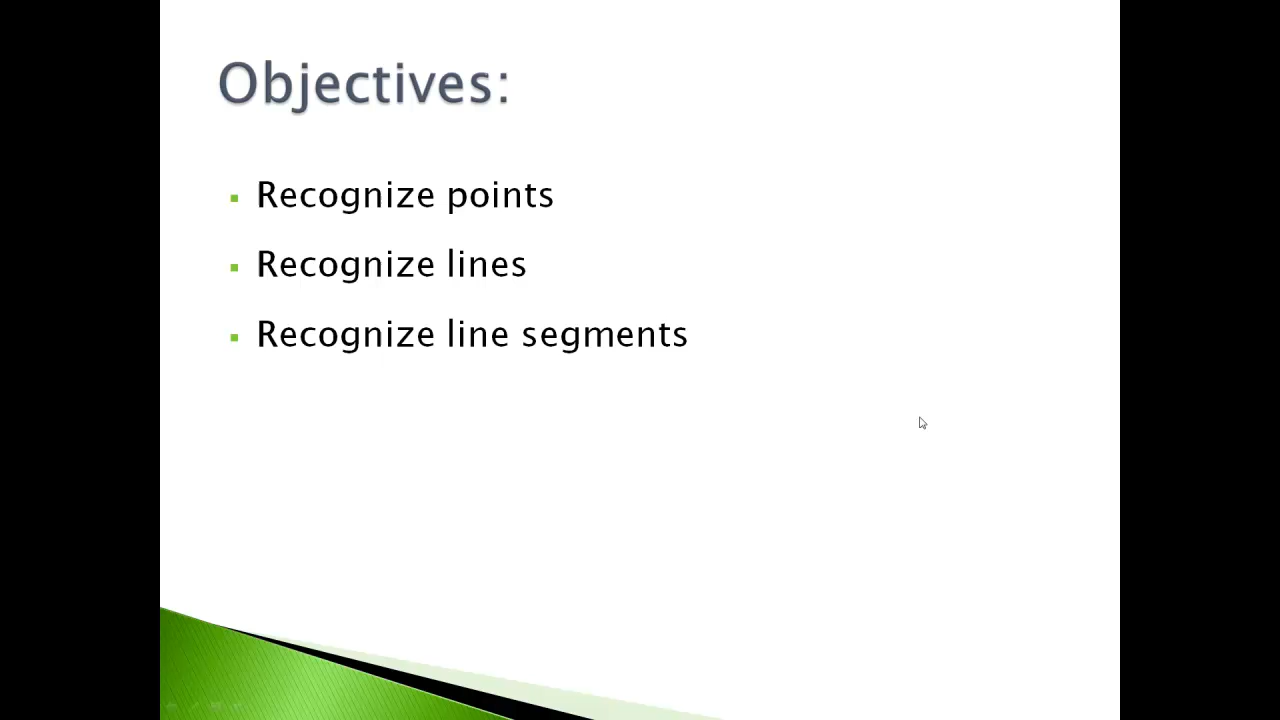 Objectives:
Recognize points
Recognize lines
Recognize line segments